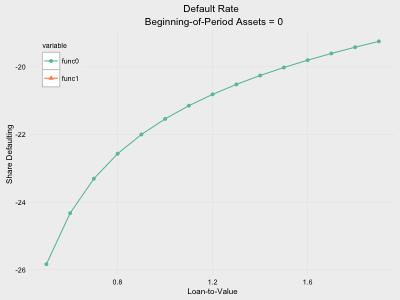 Default Rate
Beginning-of-Period Assets = 0
variable
func0
func1
-20
-22
-24
-26
Share Defaulting
0.8
1.2
1.6
Loan-to-Value